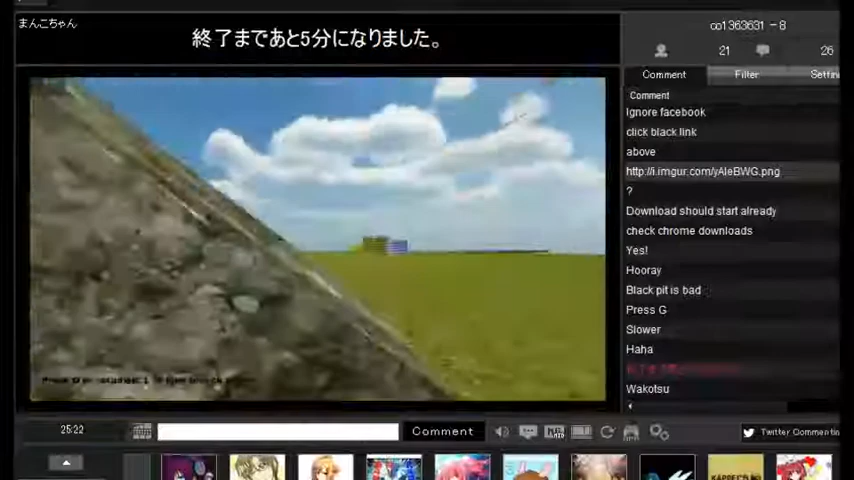 まんこちゃん
終了まであと5分になりました。
co1363631 - 8
21
26
Comment
Filter
Settin
Comment
Ignore facebook
click black link
above
http://i.imgur.com/yAleBWG.png
?
Download should start already
check chrome downloads
Yes!
Hooray
Black pit is bad
Press G
Slower
Haha
Wakotsu
25:22
Comment
Twitter Commentin